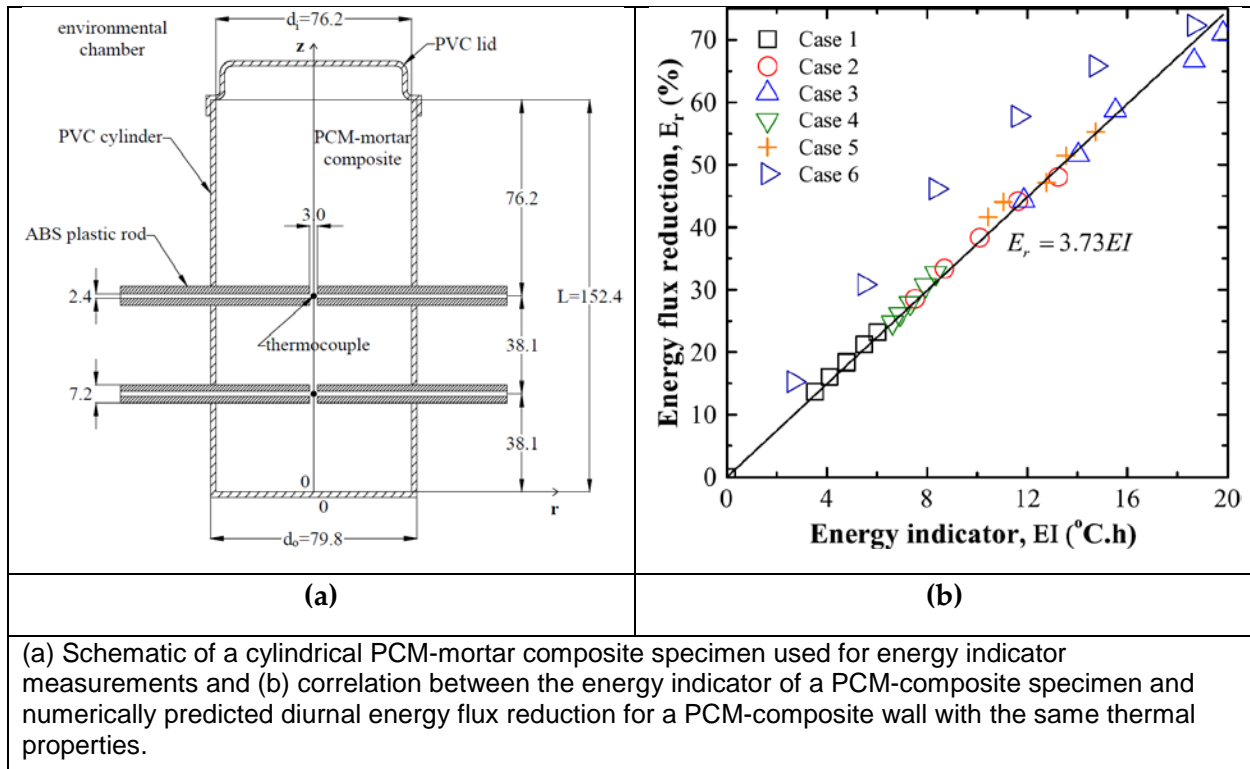 environmental
chamber
dᵢ=76.2
z
PVC lid
PVC cylinder
PCM-mortar
composite
76.2
3.0
ABS plastic rod
2.4
L=152.4
thermocouple
38.1
7.2
38.1
0
0
r
dₒ=79.8
(a)
Energy flux reduction, Eᵣ (%)
70
60
50
40
30
20
10
0
Case 1
Case 2
Case 3
Case 4
Case 5
Case 6
Eᵣ = 3.73EI
0 4 8 12 16 20
Energy indicator, EI (°C.h)
(b)
(a) Schematic of a cylindrical PCM-mortar composite specimen used for energy indicator
measurements and (b) correlation between the energy indicator of a PCM-composite specimen and
numerically predicted diurnal energy flux reduction for a PCM-composite wall with the same thermal
properties.